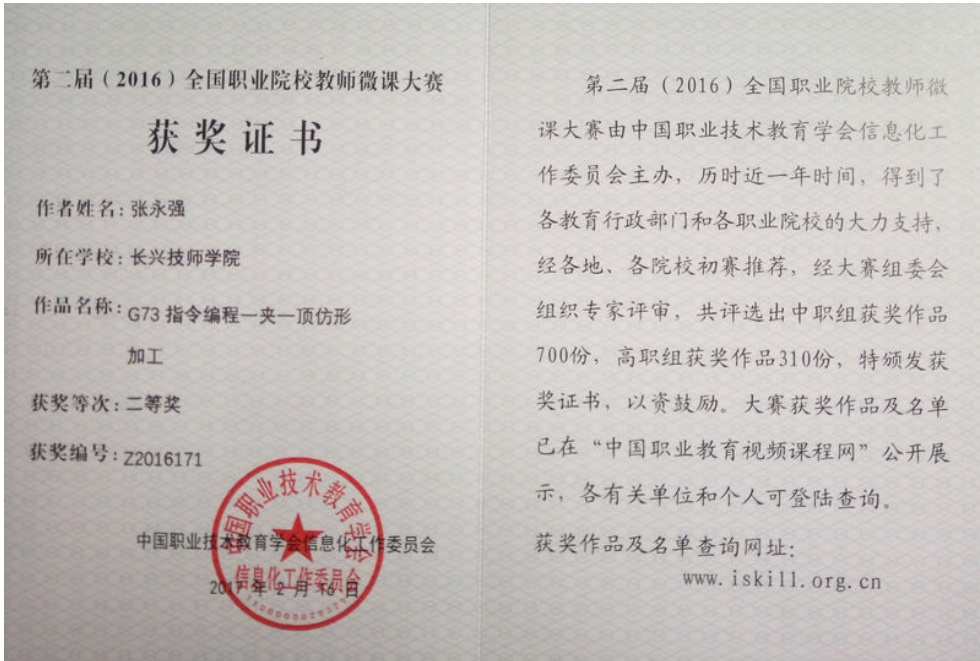 第二届（2016）全国职业院校教师微课大赛
获奖证书
作者姓名：张永强
所在学校：长兴技师学院
作品名称：G73 指令编程一夹一顶仿形
加工
获奖等次：二等奖
获奖编号：Z2016171
中国职业技术教育学会信息化工作委员会
2017 年 2 月 16 日
中国职业技术教育学会
信息化工作委员会
第二届（2016）全国职业院校教师微
课大赛由中国职业技术教育学会信息化工
作委员会主办，历时近一年时间，得到了
各教育行政部门和各职业院校的大力支持，
经各地、各院校初赛推荐，经大赛组委会
组织专家评审，共评选出中职组获奖作品
700份，高职组获奖作品310份，特颁发获
奖证书，以资鼓励。大赛获奖作品及名单
已在“中国职业教育视频课程网”公开展
示，各有关单位和个人可登陆查询。
获奖作品及名单查询网址：
www.iskill.org.cn